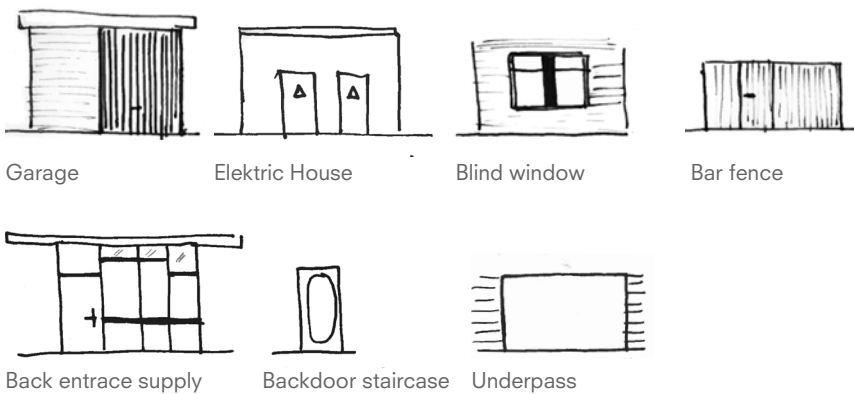 Garage
Elektric House
Blind window
Bar fence
Back entrace supply
Backdoor staircase
Underpass